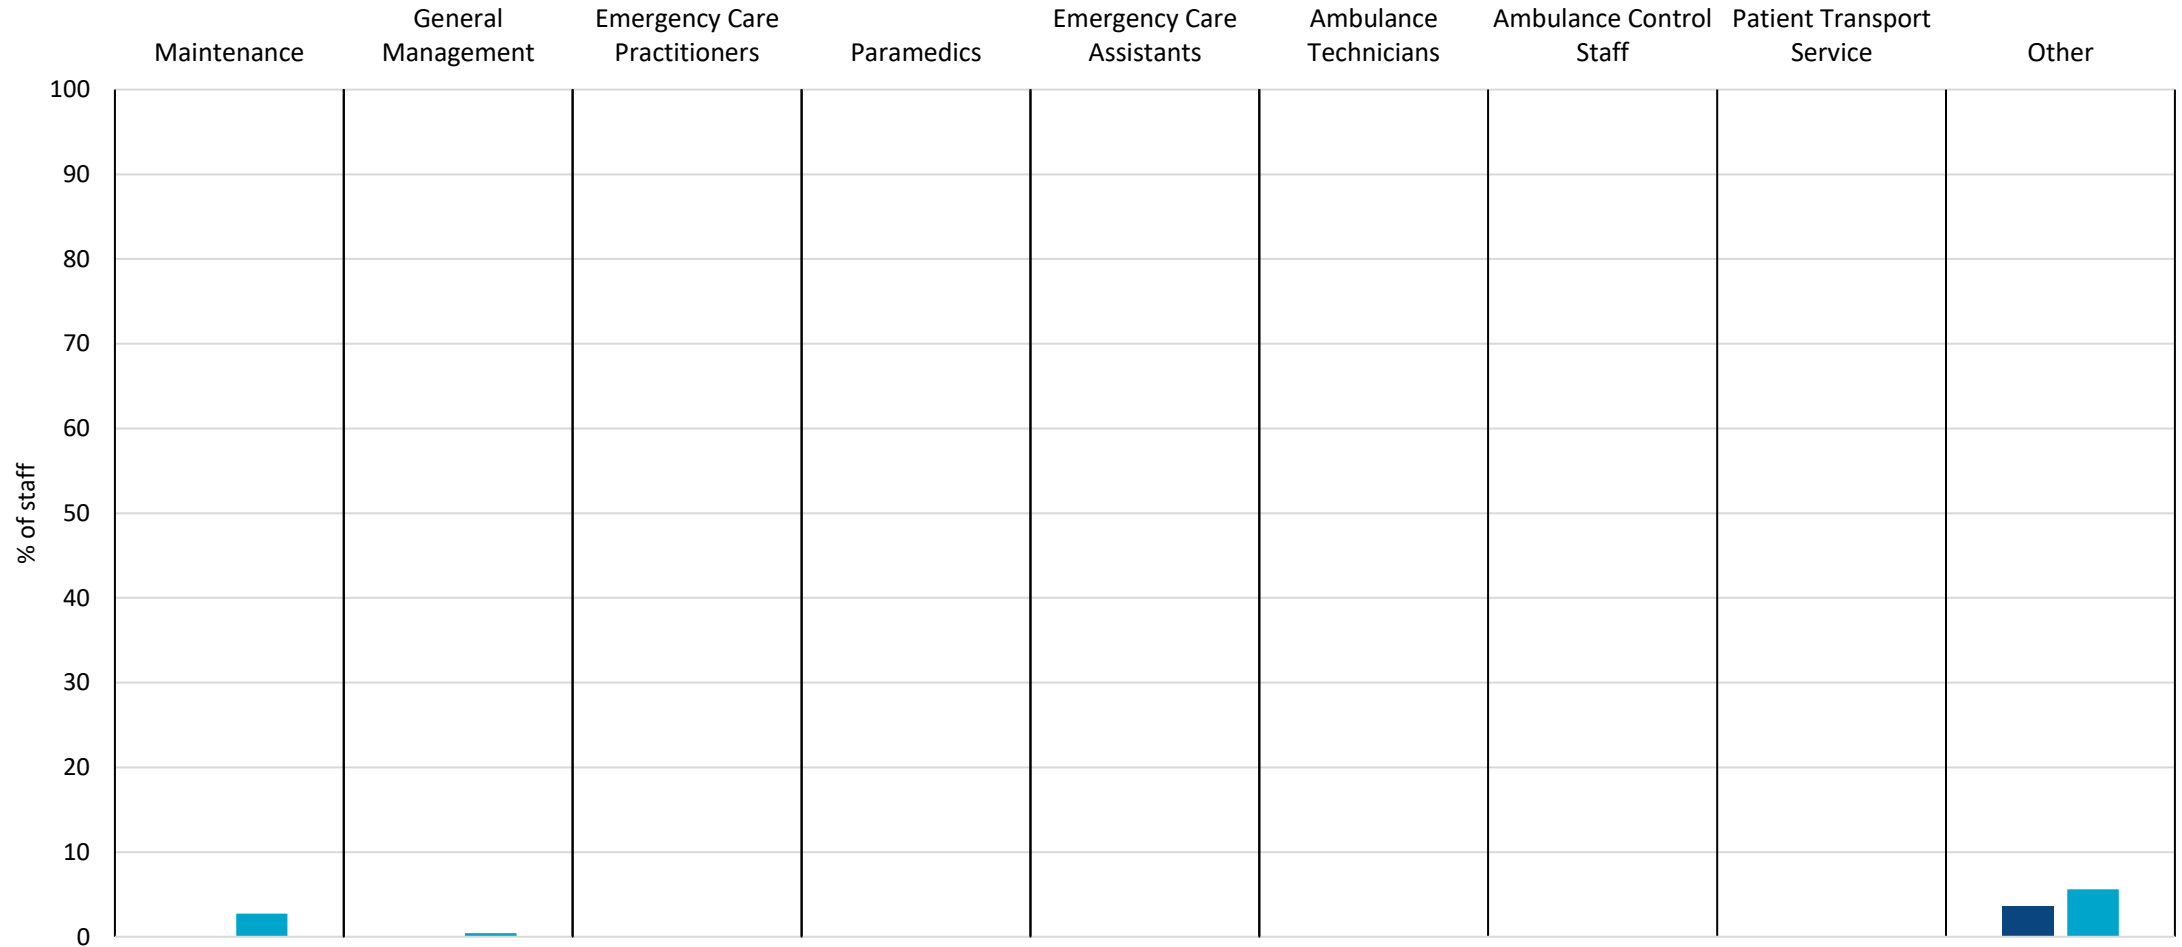 Maintenance
General
Management
Emergency Care
Practitioners
Paramedics
Emergency Care
Assistants
Ambulance
Technicians
Ambulance Control
Staff
Patient Transport
Service
Other
100
90
80
70
60
50
40
30
20
10
0
% of staff